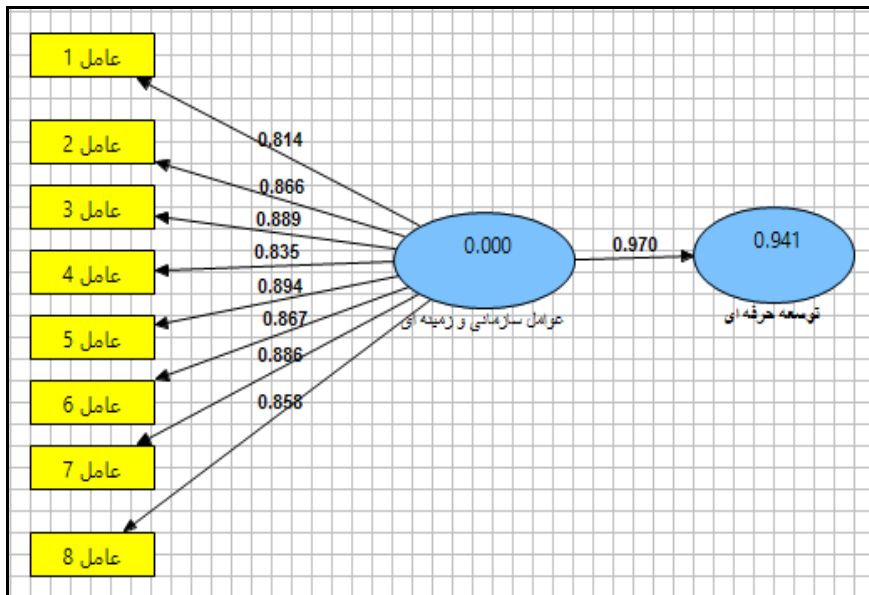 عامل 1
0.814
عامل 2
0.866
عامل 3
0.889
عامل 4
0.835
عامل 5
0.894
عامل 6
0.867
عامل 7
0.886
عامل 8
0.858
0.000
عوامل سازمانی و زمینه ای
0.970
0.941
توسعه حرفه ای